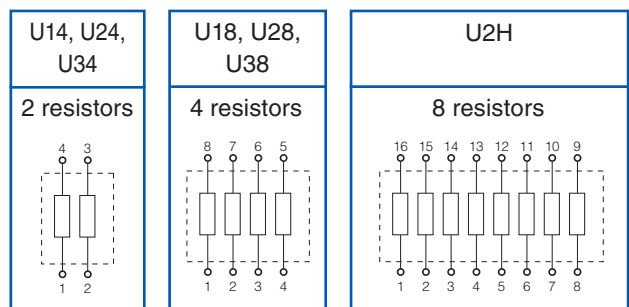 U14, U24,
U34
2 resistors
4 3
1 2
U18, U28,
U38
4 resistors
8 7 6 5
1 2 3 4
U2H
8 resistors
16 15 14 13 12 11 10 9
1 2 3 4 5 6 7 8